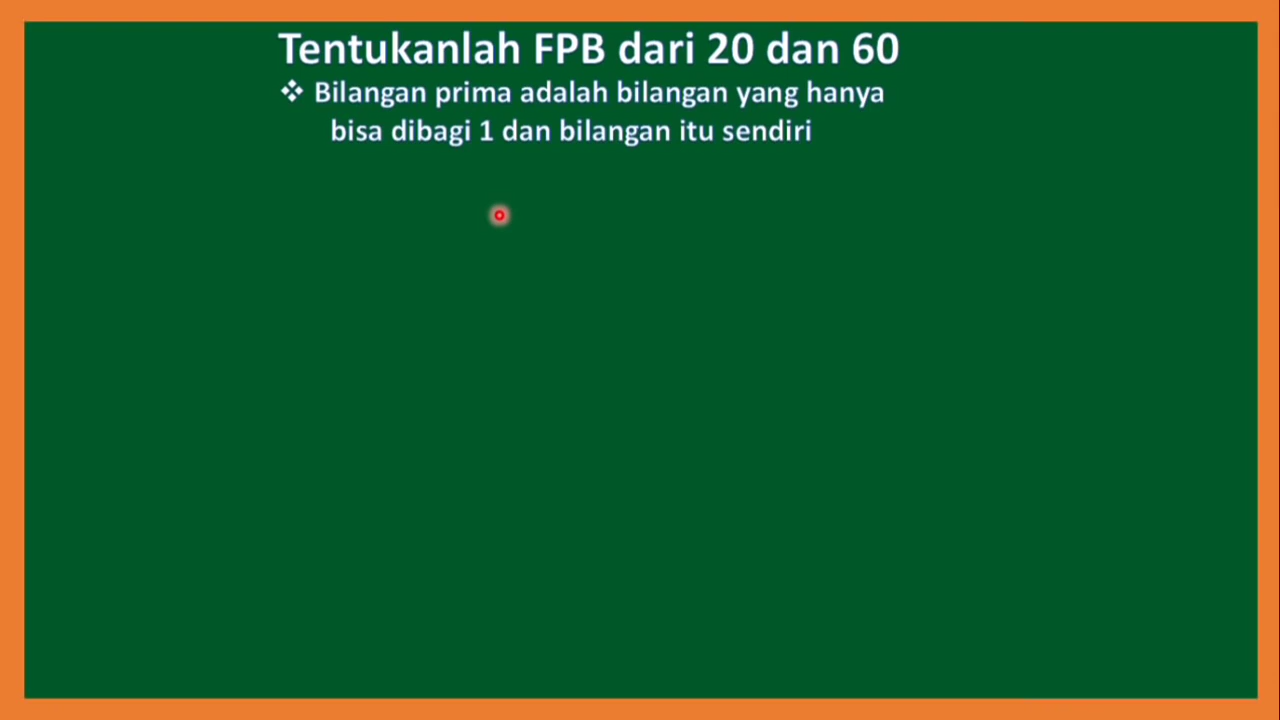 Tentukanlah FPB dari 20 dan 60
❖ Bilangan prima adalah bilangan yang hanya
bisa dibagi 1 dan bilangan itu sendiri